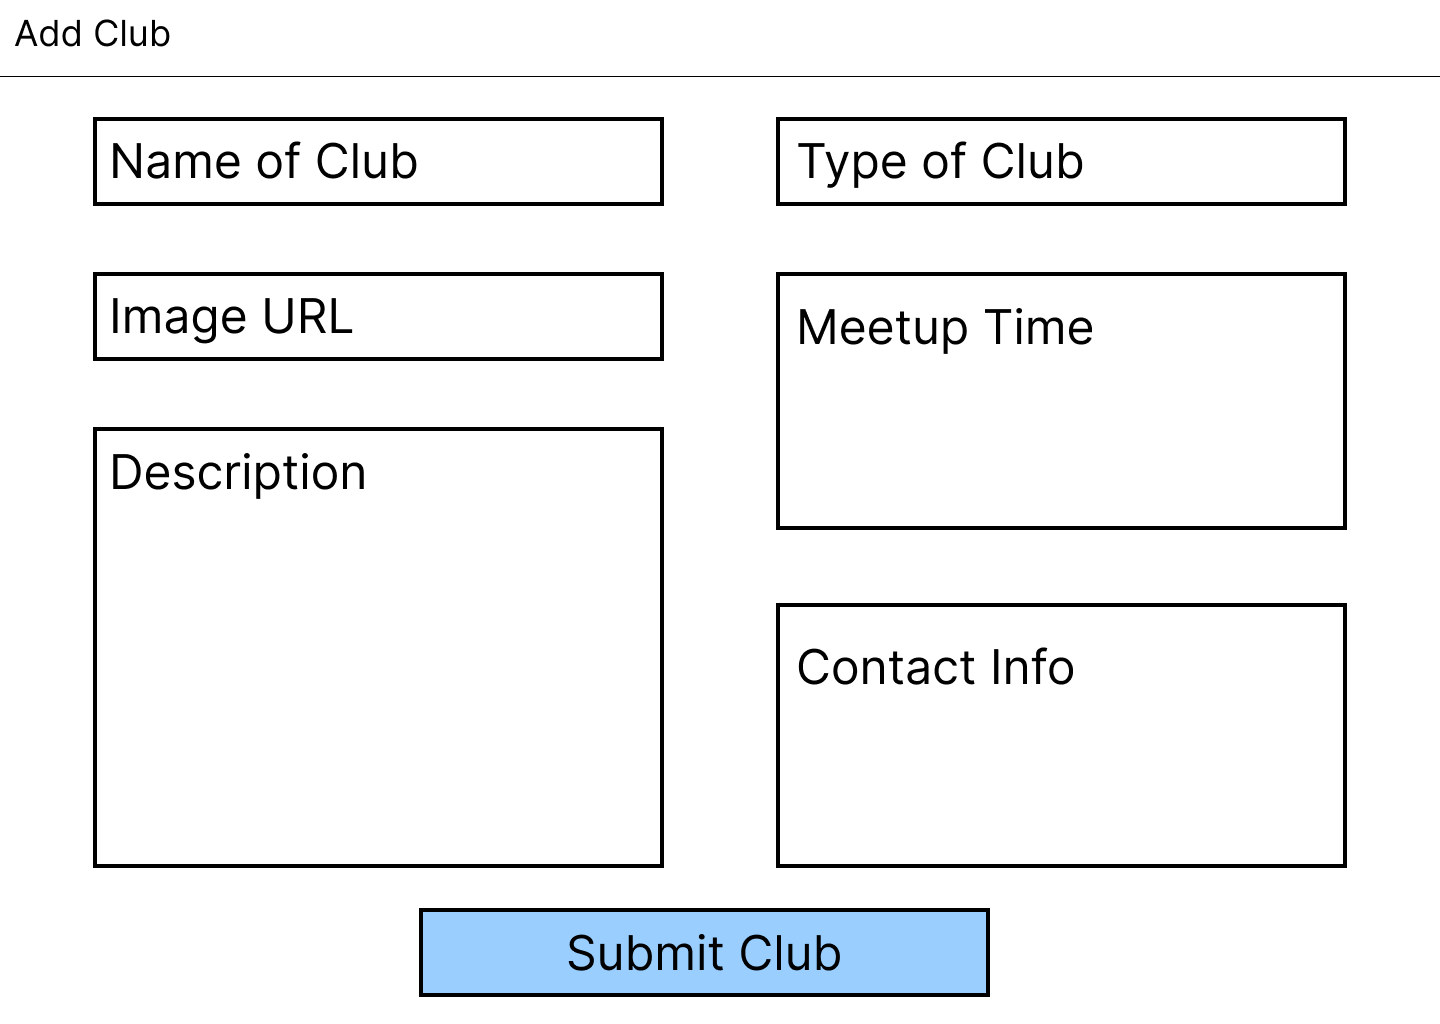 Add Club
Name of Club
Type of Club
Image URL
Meetup Time
Description
Contact Info
Submit Club